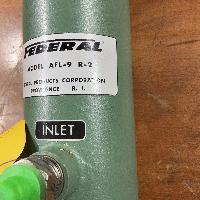 FEDERAL
MODEL AFL-9 R-2
PRODUCTS CORPORATION
PROVIDENCE R. I.
INLET